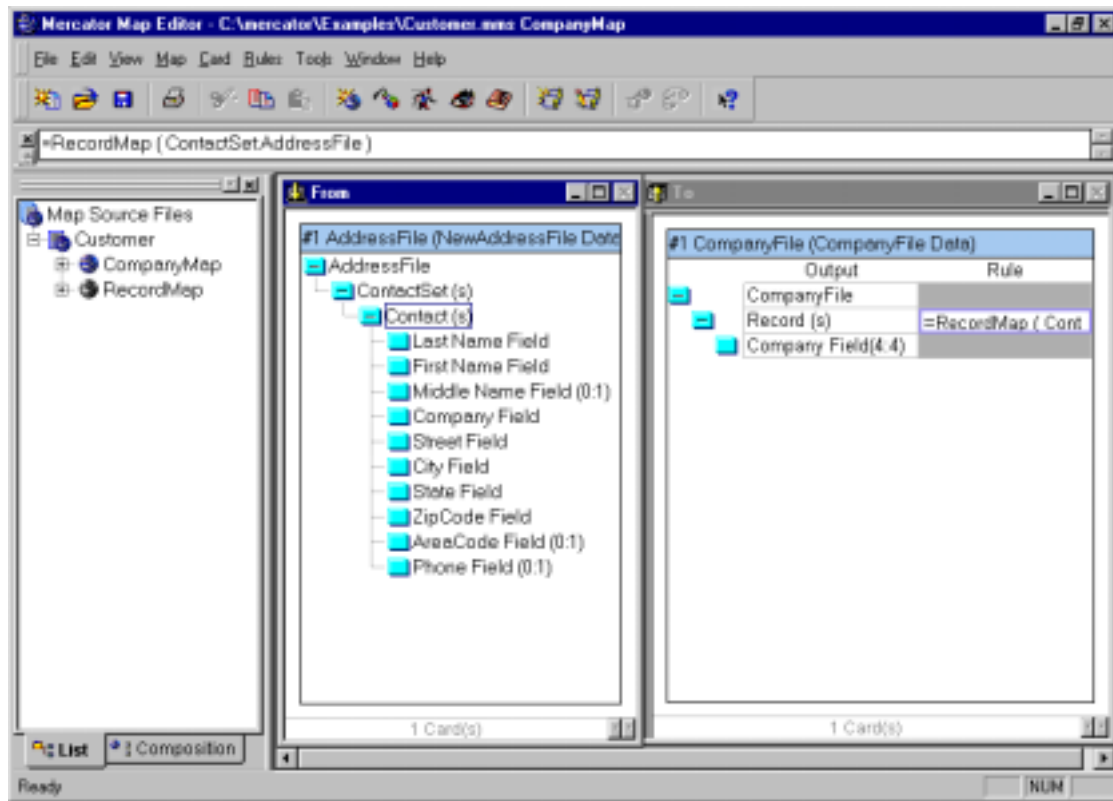 Mercator Map Editor - C:\mercator\Examples\Customer.mms CompanyMap
File Edit View Map Card Rules Tools Window Help
=RecordMap ( ContactSet:AddressFile )
Map Source Files
Customer
CompanyMap
RecordMap
List
Composition
From
#1 AddressFile (NewAddressFile Data
AddressFile
ContactSet (s)
Contact (s)
Last Name Field
First Name Field
Middle Name Field (0:1)
Company Field
Street Field
City Field
State Field
ZipCode Field
AreaCode Field (0:1)
Phone Field (0:1)
1 Card(s)
To
#1 CompanyFile (CompanyFile Data)
Output Rule
CompanyFile
Record (s) =RecordMap ( Cont
Company Field(4:4)
1 Card(s)
Ready NUM